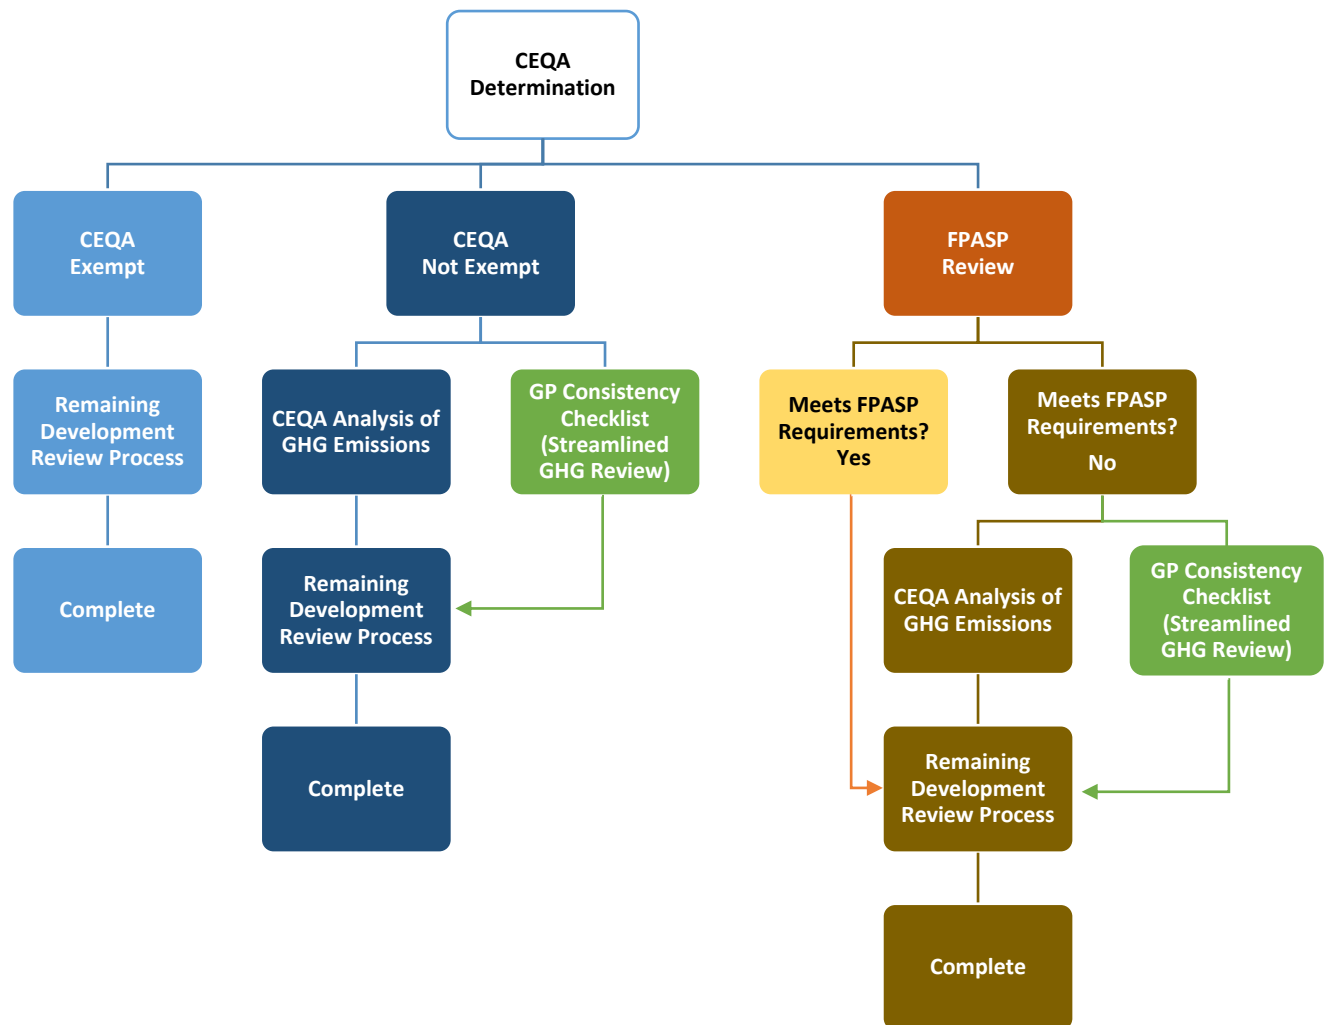 CEQA
Determination
CEQA
Exempt
CEQA
Not Exempt
FPASP
Review
Remaining
Development
Review Process
CEQA Analysis of
GHG Emissions
GP Consistency
Checklist
(Streamlined
GHG Review)
Meets FPASP
Requirements?
Yes
Meets FPASP
Requirements?
No
Complete
Remaining
Development
Review Process
CEQA Analysis of
GHG Emissions
GP Consistency
Checklist
(Streamlined
GHG Review)
Complete
Remaining
Development
Review Process
Complete